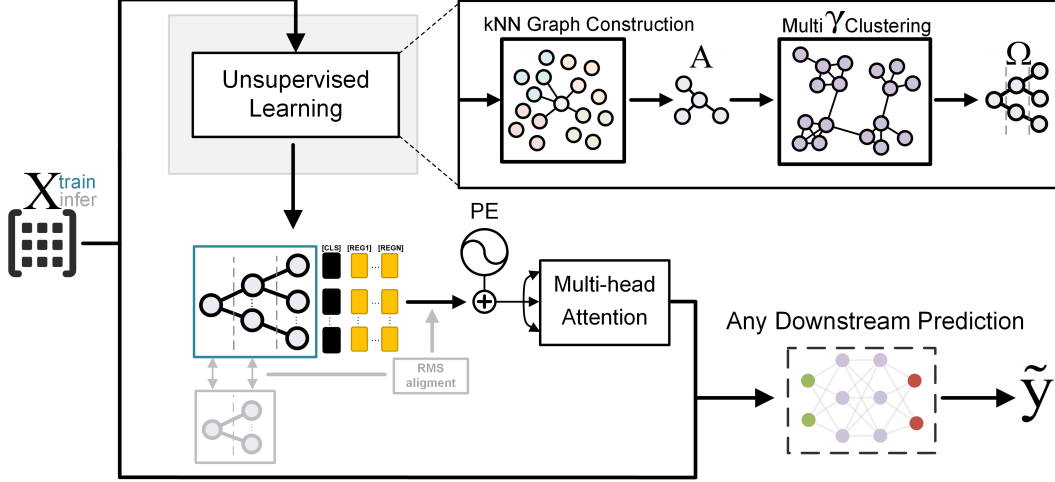 kNN Graph Construction
Multi γ Clustering
A
Ω
Unsupervised
Learning
X train
infer
PE
[CLS] [REG1] [REGN]
... ...
... ...
... ...
Multi-head
Attention
RMS
aligment
Any Downstream Prediction
ỹ